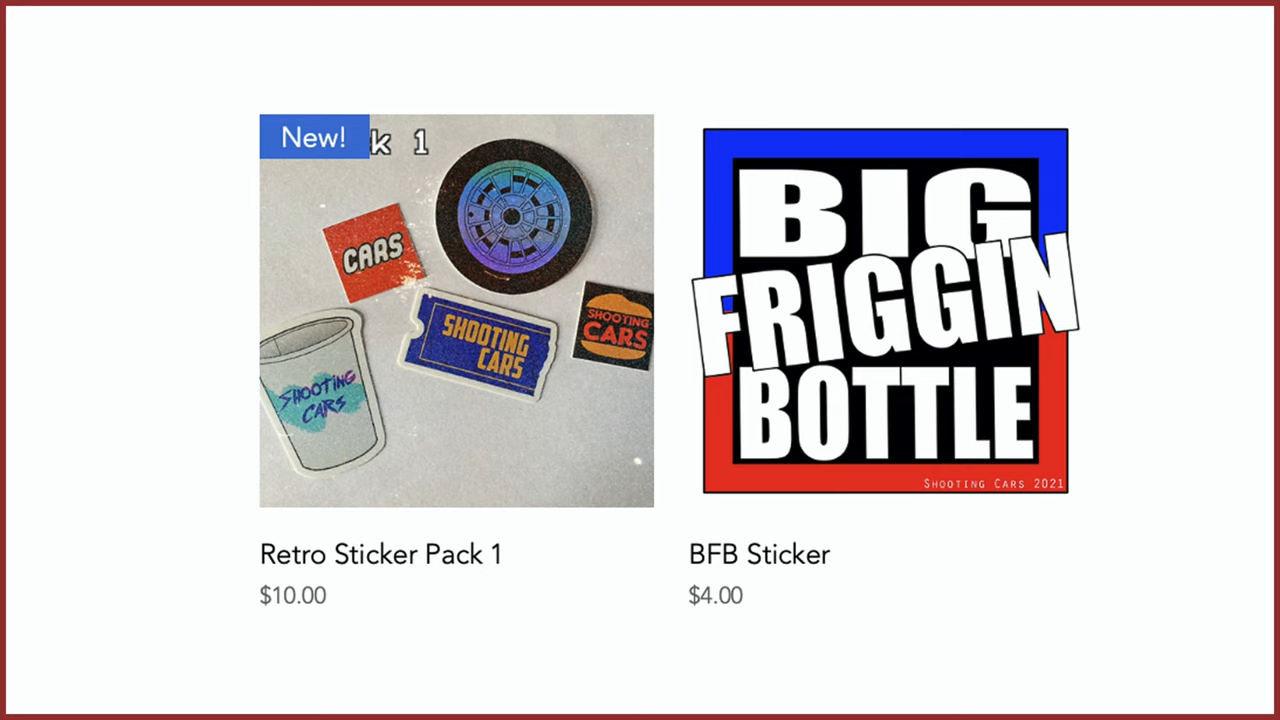 New!
k 1
CARS
SHOOTING
CARS
SHOOTING
CARS
SHOOTING
CARS
BIG
FRIGGIN
BOTTLE
SHOOTING CARS 2021
Retro Sticker Pack 1
BFB Sticker
$10.00
$4.00